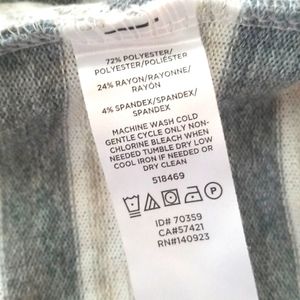 72% POLYESTER/
POLYESTER/POLIÉSTER
24% RAYON/RAYONNE/
RAYÓN
4% SPANDEX/SPANDEX/
SPANDEX
MACHINE WASH COLD
GENTLE CYCLE ONLY NON-
CHLORINE BLEACH WHEN
NEEDED TUMBLE DRY LOW
COOL IRON IF NEEDED OR
DRY CLEAN
518469
ID# 70359
CA#57421
RN#140923